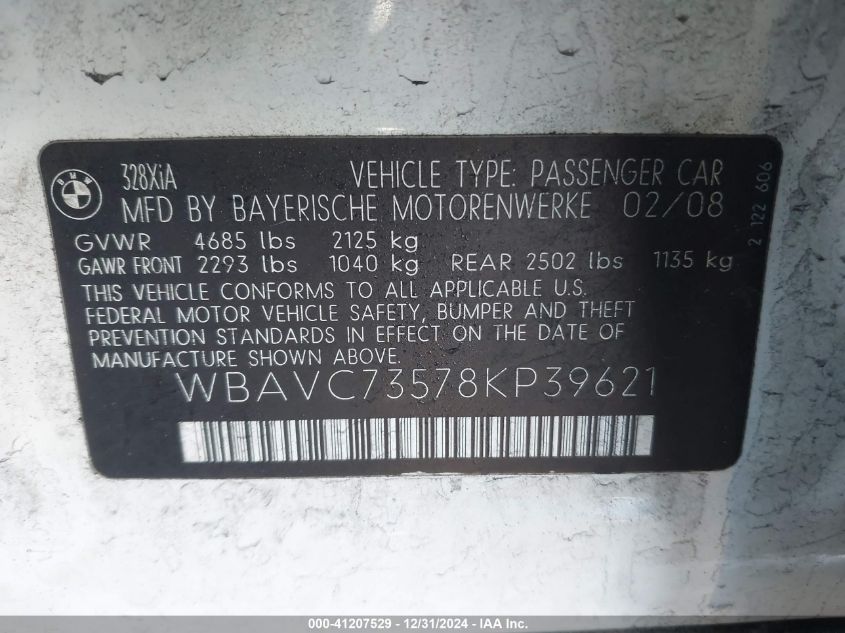 BMW
328XiA VEHICLE TYPE: PASSENGER CAR
MFD BY BAYERISCHE MOTORENWERKE 02/08
GVWR 4685 lbs 2125 kg
GAWR FRONT 2293 lbs 1040 kg REAR 2502 lbs 1135 kg
THIS VEHICLE CONFORMS TO ALL APPLICABLE U.S.
FEDERAL MOTOR VEHICLE SAFETY, BUMPER AND THEFT
PREVENTION STANDARDS IN EFFECT ON THE DATE OF
MANUFACTURE SHOWN ABOVE.
WBAVC73578KP39621
2 122 606
000-41207529 - 12/31/2024 - IAA, Inc.